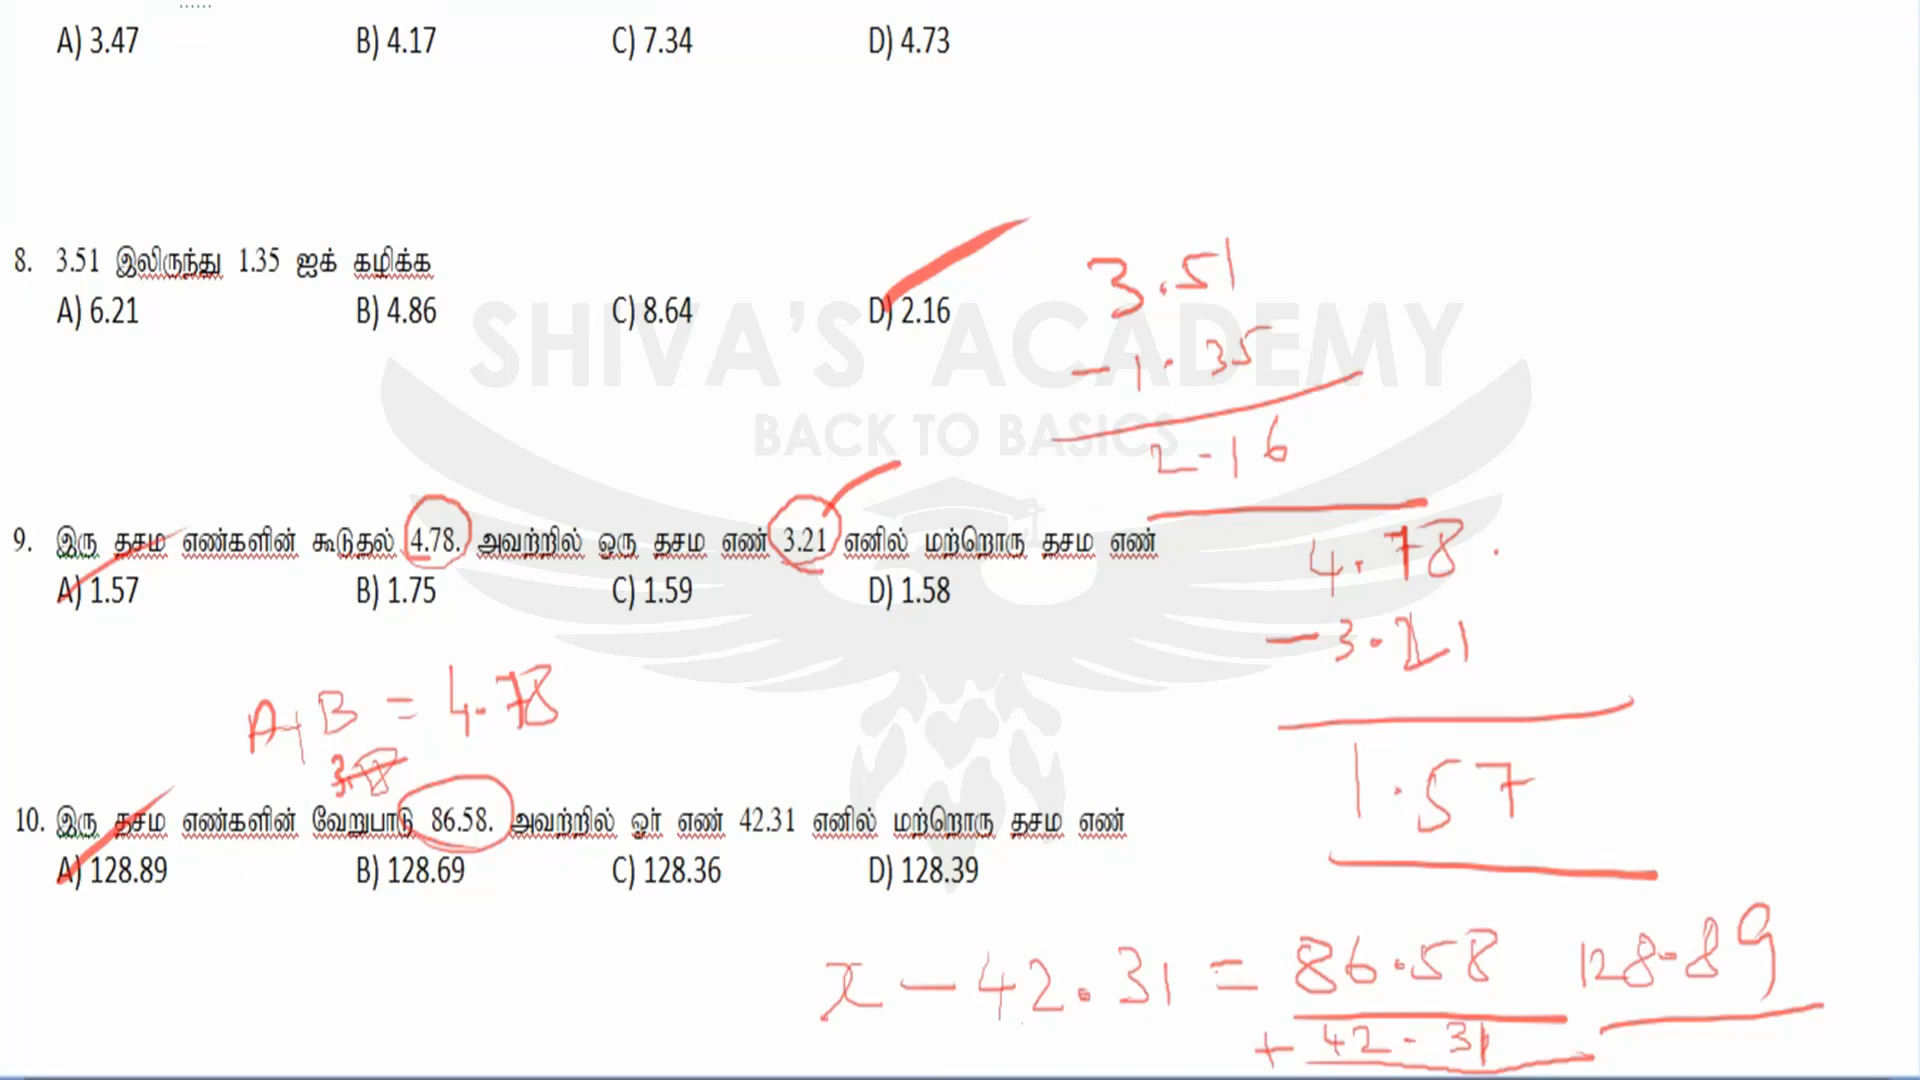 A) 3.47 B) 4.17 C) 7.34 D) 4.73
8. 3.51 இலிருந்து 1.35 ஐக் கழிக்க
A) 6.21 B) 4.86 C) 8.64 D) 2.16
3.51
- 1.35
2-16
SHIVA'S ACADEMY
BACK TO BASICS
9. இரு தசம எண்களின் கூடுதல் 4.78. அவற்றில் ஒரு தசம எண் 3.21 எனில் மற்றொரு தசம எண்
A) 1.57 B) 1.75 C) 1.59 D) 1.58
4.78.
- 3.21
1.57
A+B = 4.78
10. இரு தசம எண்களின் வேறுபாடு 86.58. அவற்றில் ஓர் எண் 42.31 எனில் மற்றொரு தசம எண்
A) 128.89 B) 128.69 C) 128.36 D) 128.39
x - 42.31 = 86.58 128.89
+ 42-31